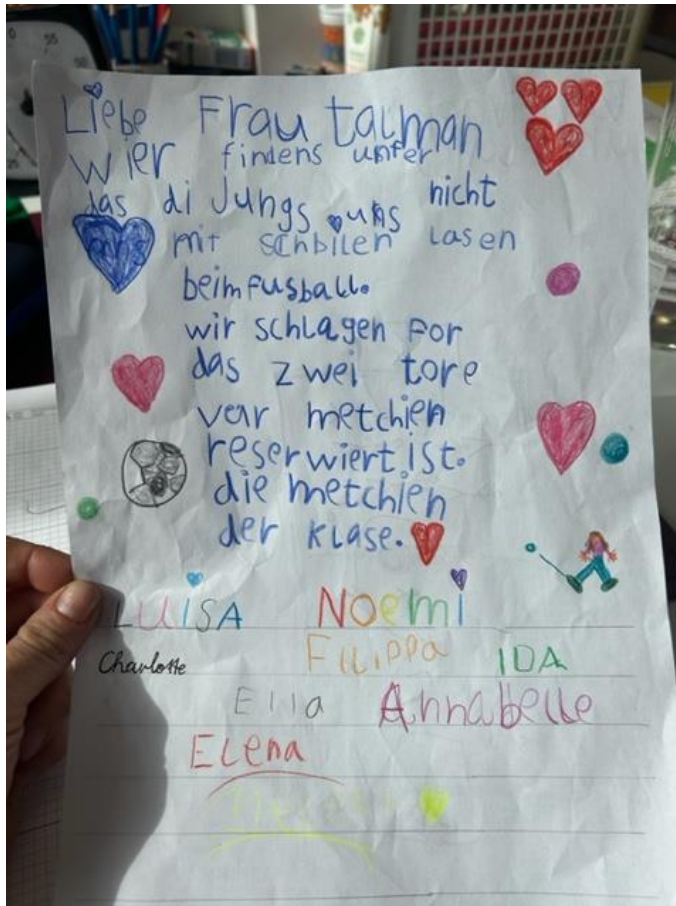 Liebe Frau talman
wier findens unfer
das di Jungs uns nicht
mit schbilen lasen
beim fusball.
wir schlagen for
das zwei tore
vür metchien
reserwiert ist.
die metchien
der klase.
LUISA Noemi
Charlotte Filippa IDA
Ella Annabelle
Elena